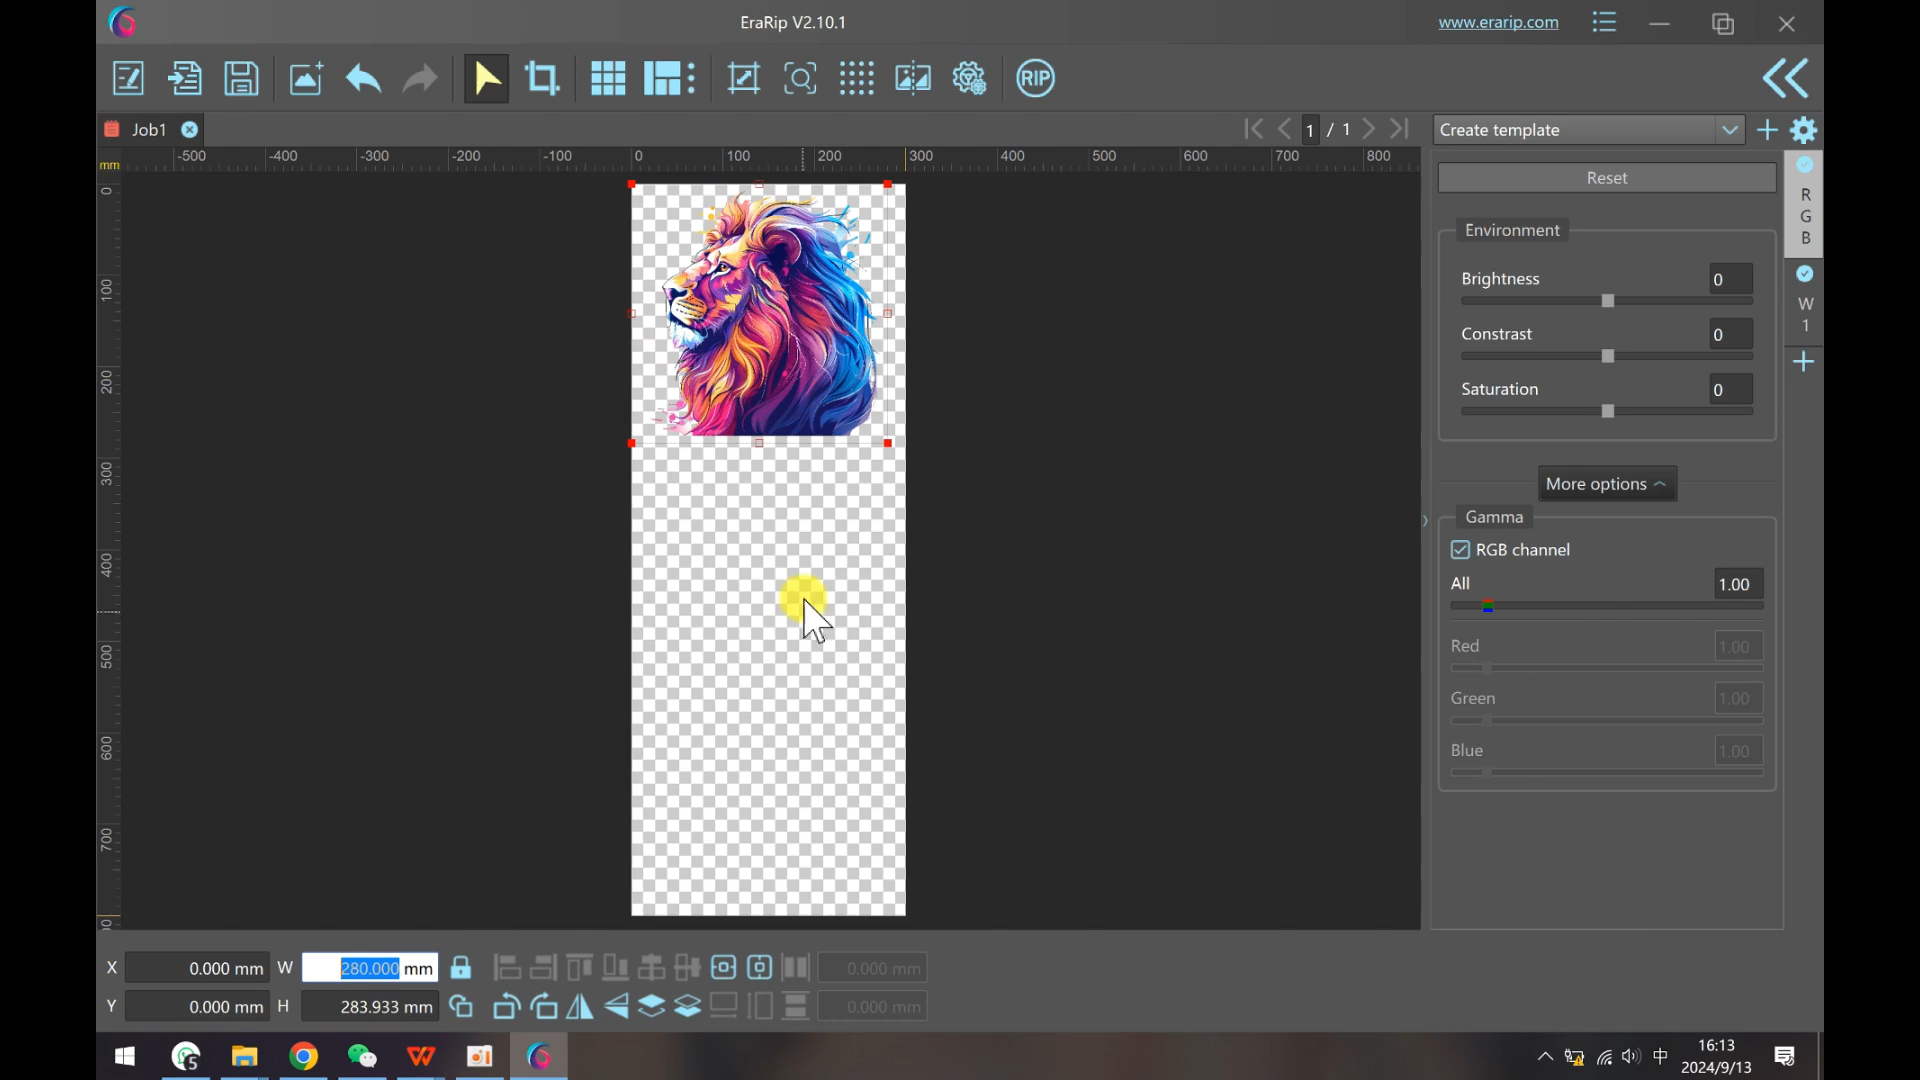 EraRip V2.10.1
www.erarip.com
RIP
Job1
1 / 1
Create template
mm
-500 -400 -300 -200 -100 0 100 200 300 400 500 600 700 800
0
100
200
300
400
500
600
700
Reset
R
G
B
W
1
Environment
Brightness 0
Constrast 0
Saturation 0
More options
Gamma
RGB channel
All 1.00
Red 1.00
Green 1.00
Blue 1.00
X 0.000 mm W 280.000 mm 0.000 mm
Y 0.000 mm H 283.933 mm 0.000 mm
5
中
16:13
2024/9/13